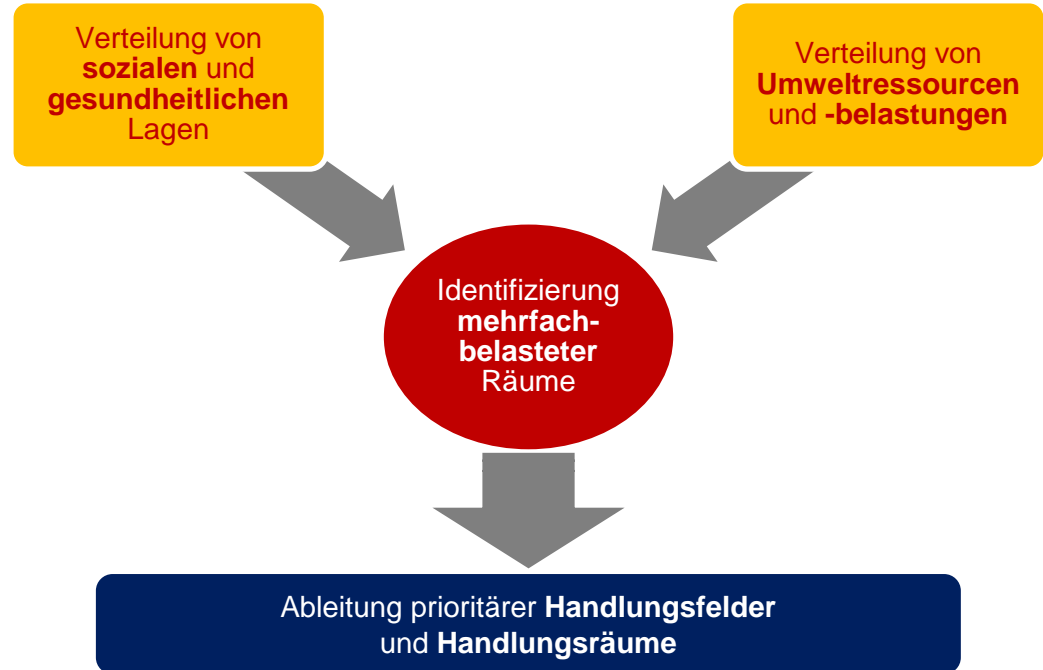 Verteilung von
sozialen und
gesundheitlichen
Lagen
Verteilung von
Umweltressourcen
und -belastungen
Identifizierung
mehrfach-
belasteter
Räume
Ableitung prioritärer Handlungsfelder
und Handlungsräume